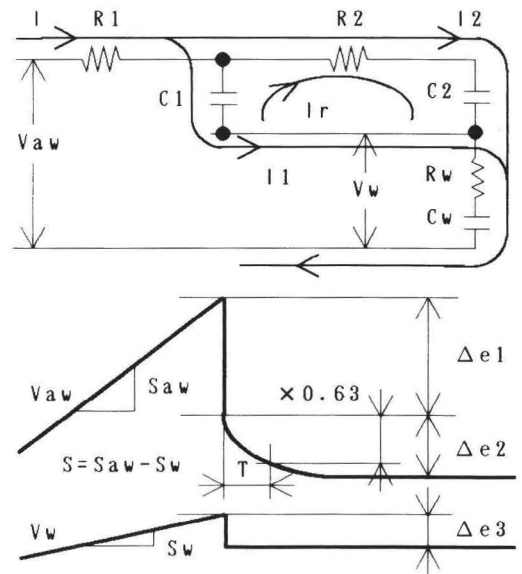 I R1 R2 I2
C1 C2
Ir
Vaw
I1 Vw Rw
Cw
Δe1
Vaw Saw ×0.63
Δe2
S=Saw-Sw T
Vw Δe3
Sw